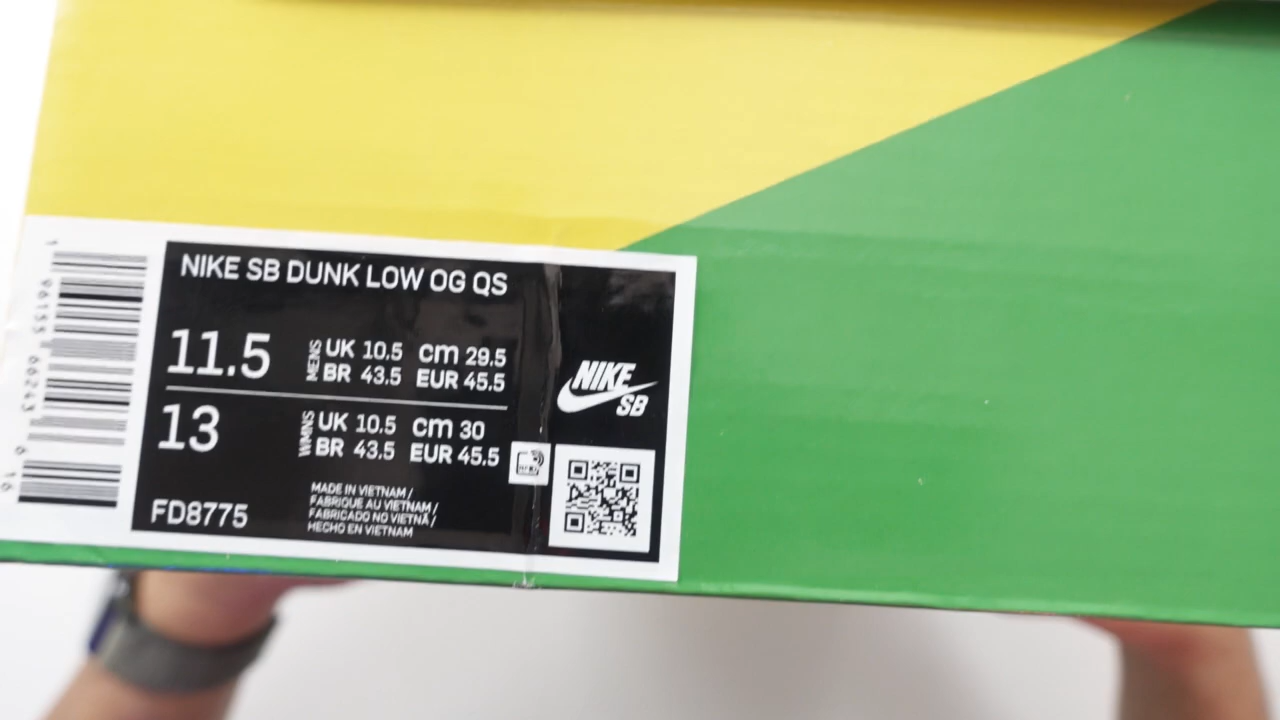 NIKE SB DUNK LOW OG QS
11.5
MENS
UK 10.5 cm 29.5
BR 43.5 EUR 45.5
13
WMNS
UK 10.5 cm 30
BR 43.5 EUR 45.5
FD8775
MADE IN VIETNAM /
FABRIQUE AU VIETNAM /
FABRICADO NO VIETNÃ /
HECHO EN VIETNAM
NIKE
SB